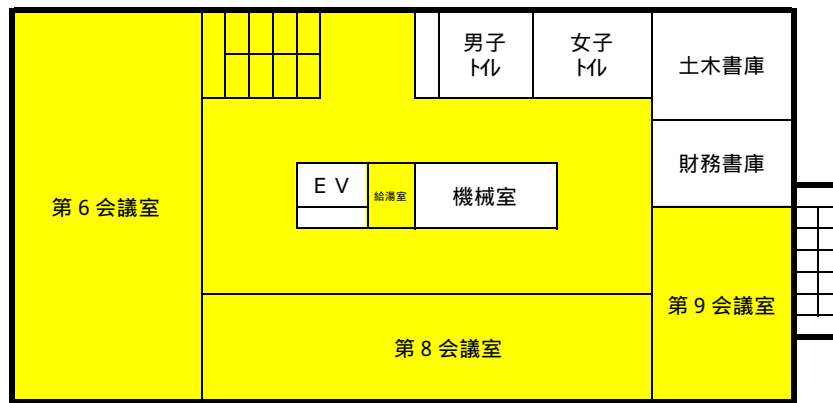 男子
トイレ
女子
トイレ
土木書庫
財務書庫
ＥＶ
給湯室
機械室
第６会議室
第９会議室
第８会議室